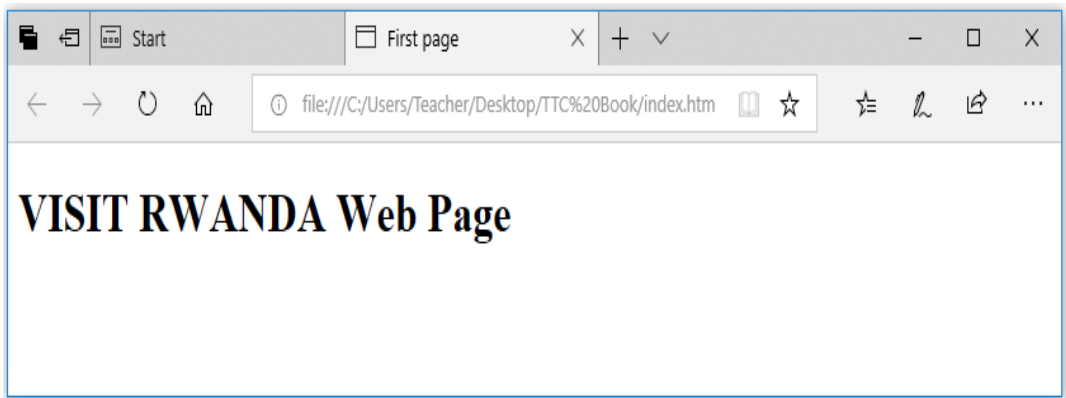 Start
First page
file:///C:/Users/Teacher/Desktop/TTC%20Book/index.htm
VISIT RWANDA Web Page